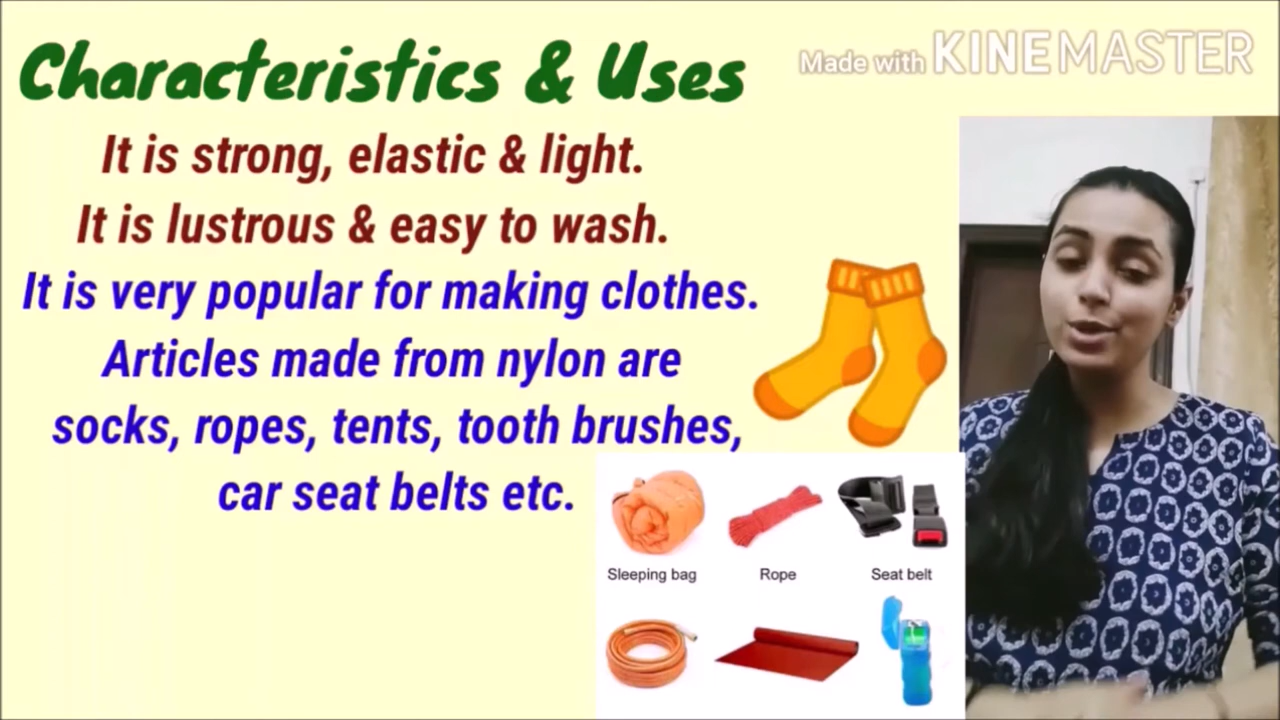 Characteristics & Uses
Made with KINEMASTER
It is strong, elastic & light.
It is lustrous & easy to wash.
It is very popular for making clothes.
Articles made from nylon are
socks, ropes, tents, tooth brushes,
car seat belts etc.
Sleeping bag
Rope
Seat belt